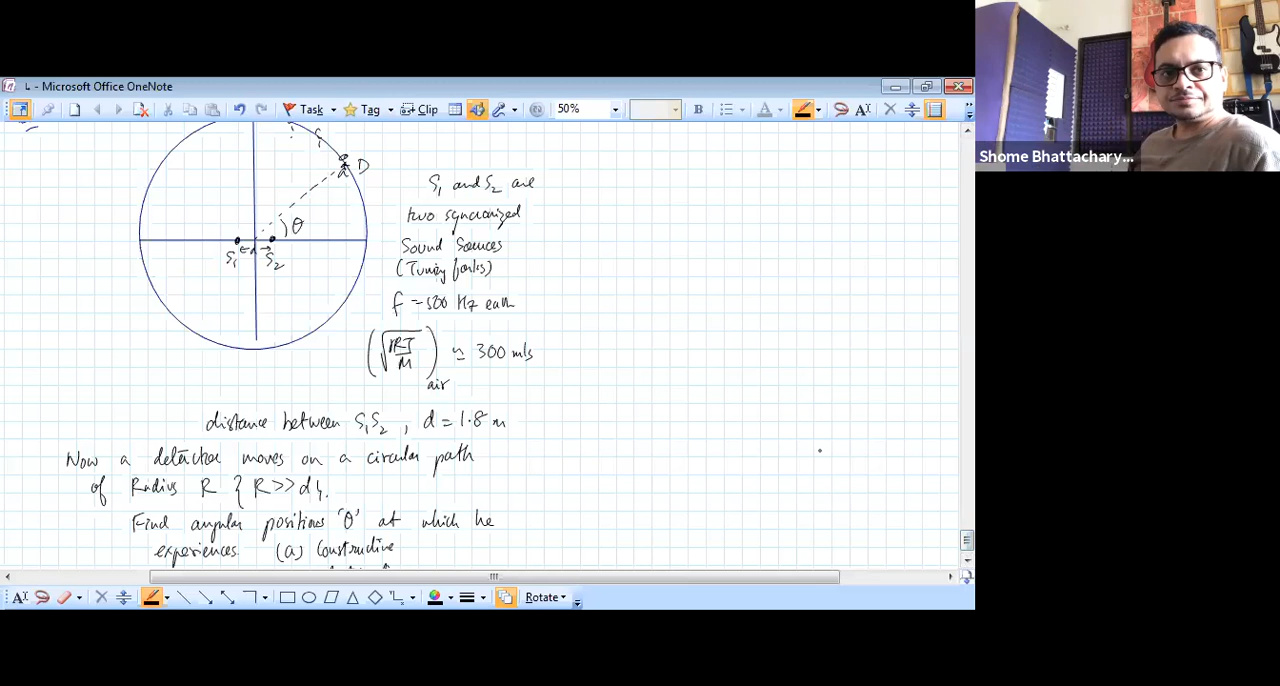 L - Microsoft Office OneNote
Task
Tag
Clip
50%
B
A
D
θ
S₁ ← d → S₂
S₁ and S₂ are
two syncronized
Sound Sources
(Tuning forks)
f = 500 Hz each
(√(γRT/M))air ≃ 300 m/s
distance between S₁S₂, d = 1.8 m
Now a detector moves on a circular path
of Radius R {R >> d}.
Find angular positions 'θ' at which he
experiences (a) Constructive
Rotate
Shome Bhattachary...